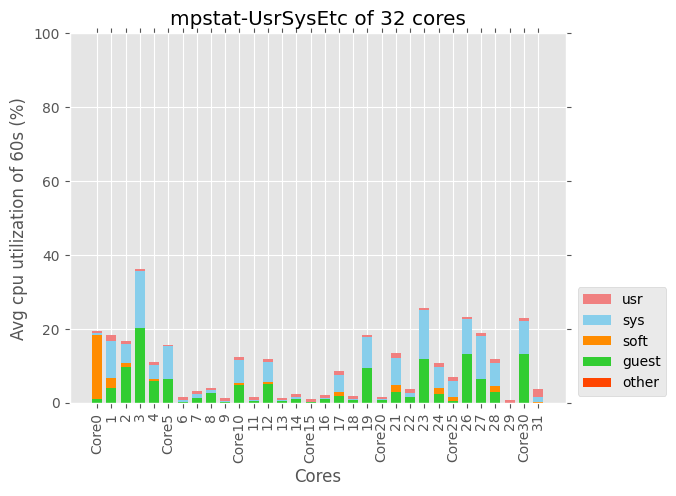 mpstat-UsrSysEtc of 32 cores
Avg cpu utilization of 60s (%)
100
80
60
40
20
0
Core0
1
2
3
4
Core5
6
7
8
9
Core10
11
12
13
14
Core15
16
17
18
19
Core20
21
22
23
24
Core25
26
27
28
29
Core30
31
Cores
usr
sys
soft
guest
other